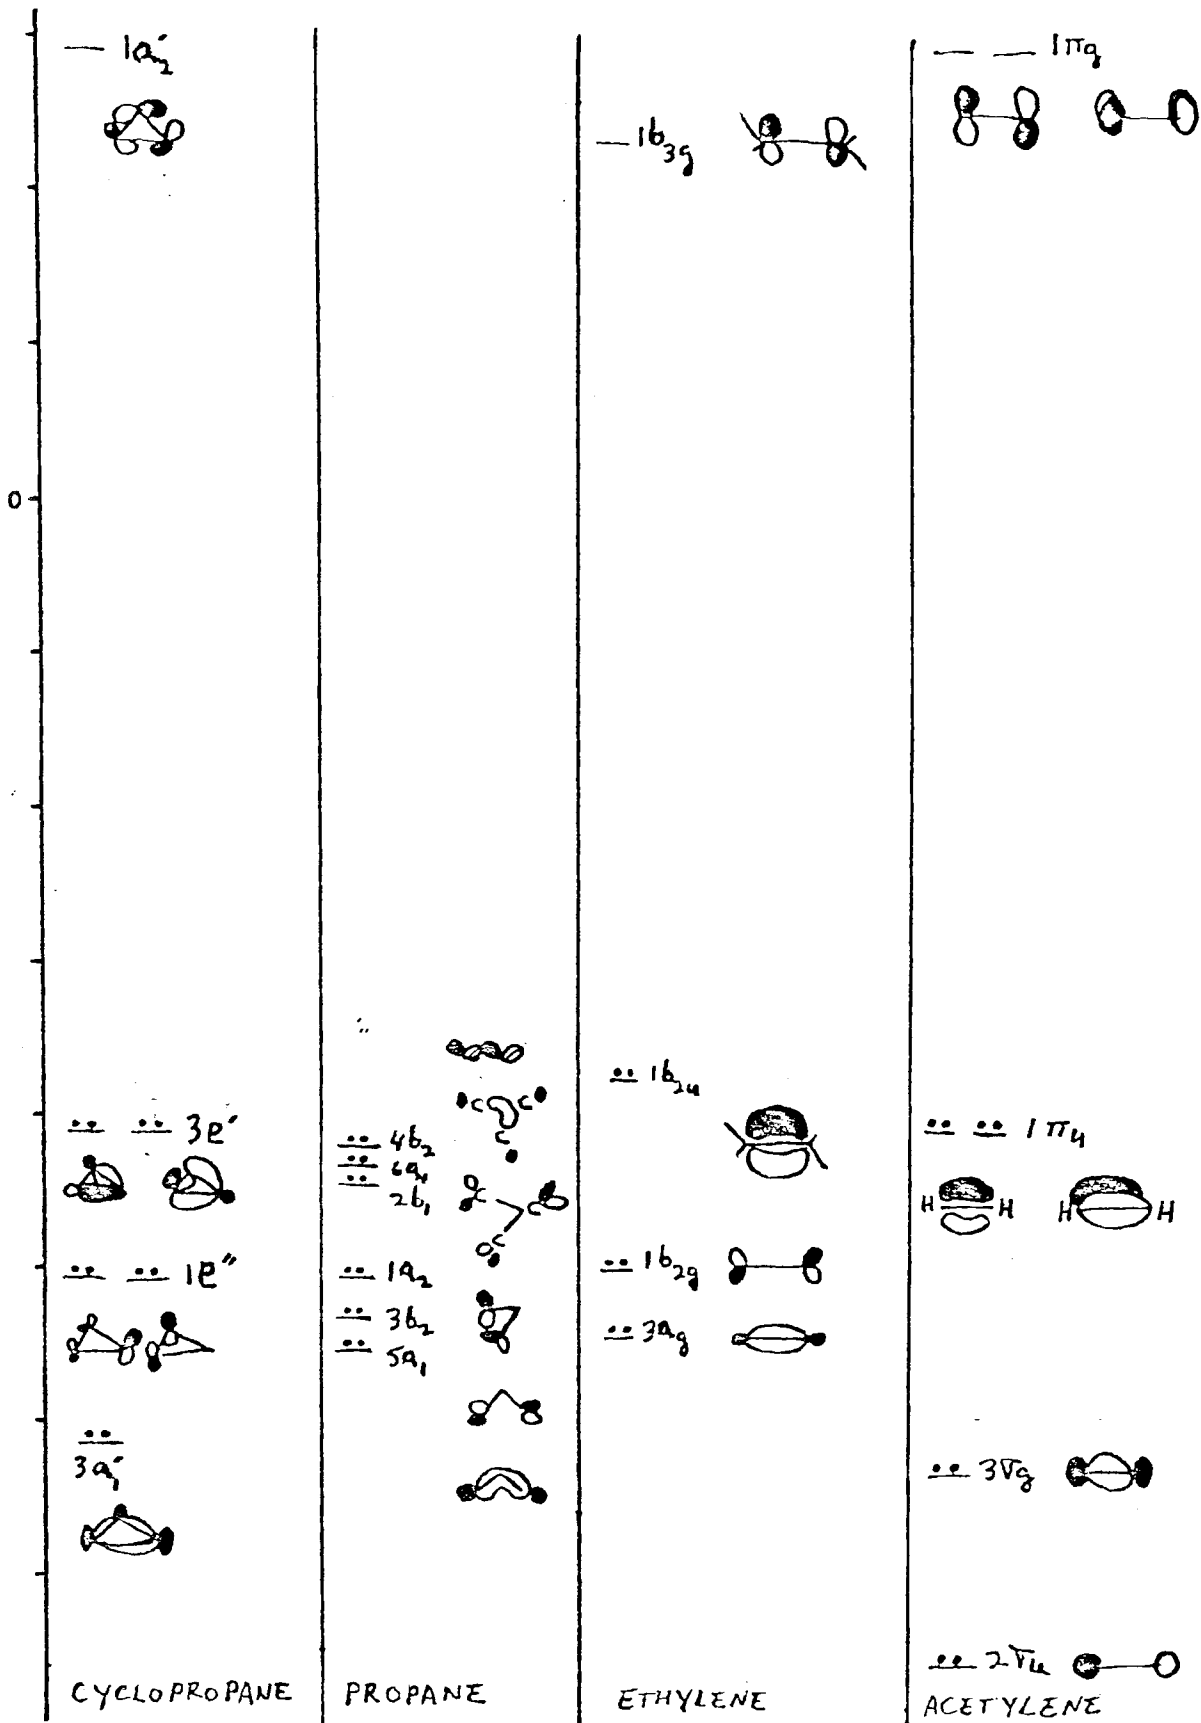 1a₂′
0
3e′
1e″
3a₁′
CYCLOPROPANE
C C
C
4b₂
6a₁
2b₁
C C
C
1a₂
3b₂
5a₁
PROPANE
1b₃g
1b₂u
1b₂g
3ag
ETHYLENE
1πg
1πu
H H H H
3σg
2σu
ACETYLENE